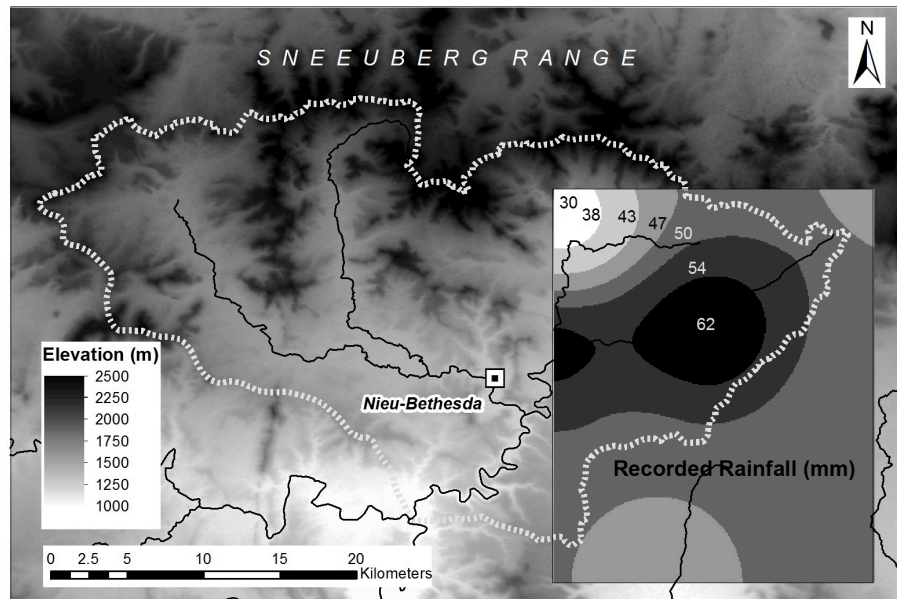 SNEEUBERG RANGE
N
30
38
43
47
50
54
62
Elevation (m)
2500
2250
2000
1750
1500
1250
1000
Nieu-Bethesda
Recorded Rainfall (mm)
0 2.5 5 10 15 20
Kilometers